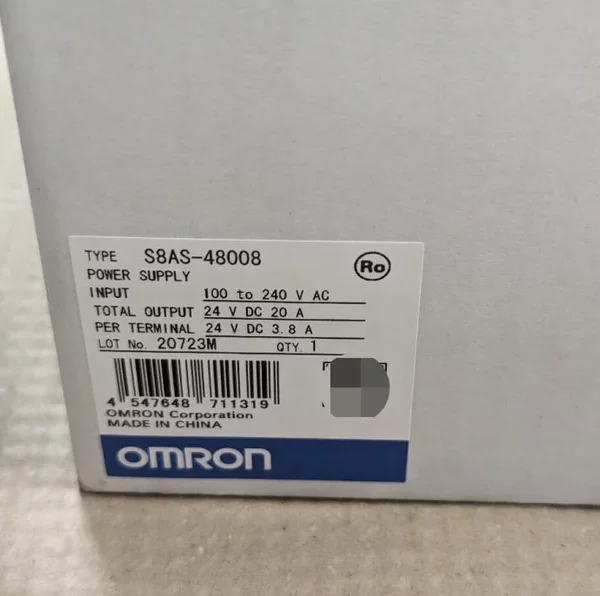 TYPE S8AS-48008
Ro
POWER SUPPLY
INPUT 100 to 240 V AC
TOTAL OUTPUT 24 V DC 20 A
PER TERMINAL 24 V DC 3.8 A
LOT No. 20723M QTY. 1
4 547648 711319
OMRON Corporation
MADE IN CHINA
OMRON